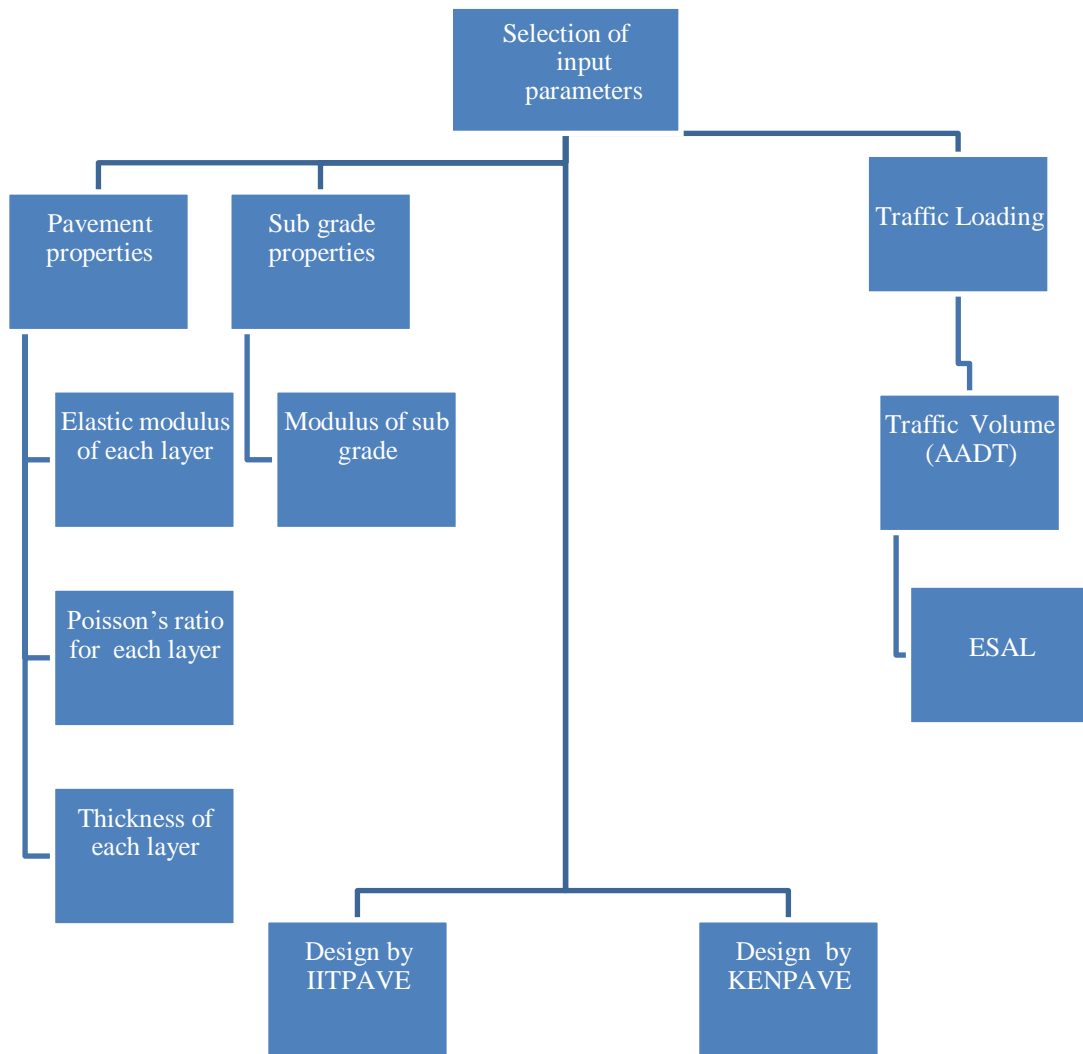 Selection of
input
parameters
Pavement
properties
Sub grade
properties
Traffic Loading
Elastic modulus
of each layer
Modulus of sub
grade
Traffic Volume
(AADT)
Poisson’s ratio
for each layer
ESAL
Thickness of
each layer
Design by
IITPAVE
Design by
KENPAVE